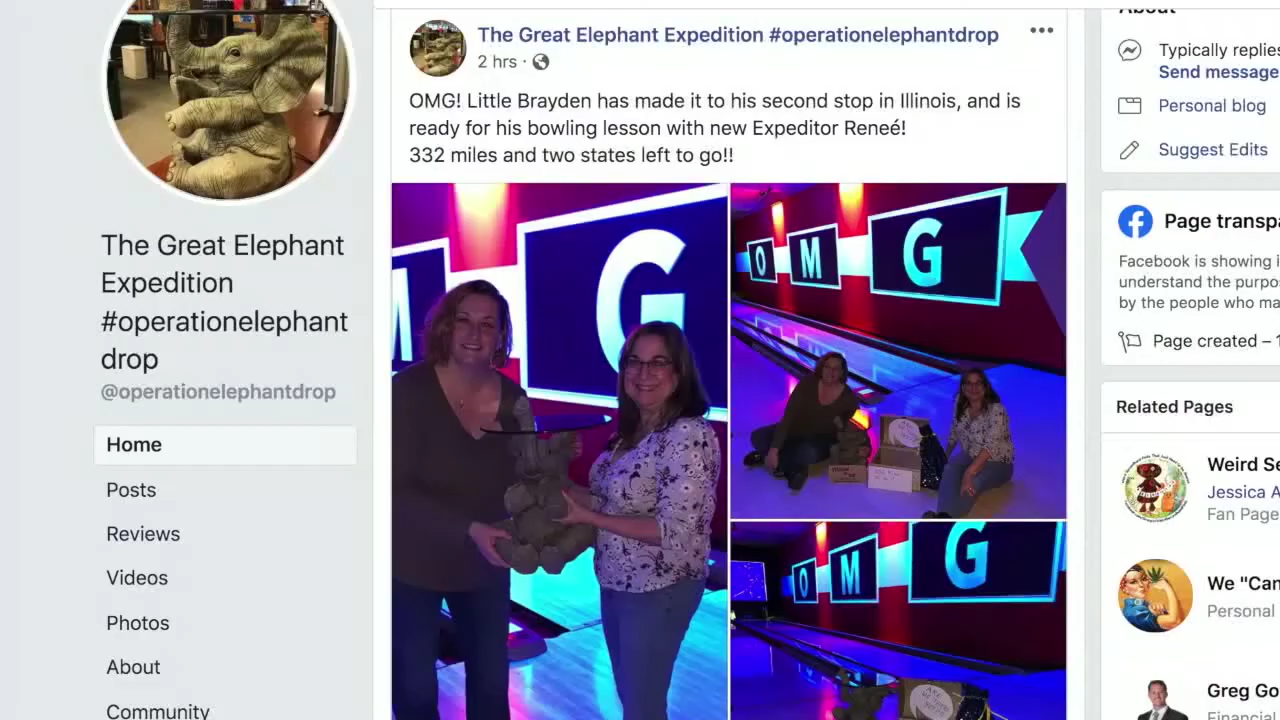 The Great Elephant
Expedition
#operationelephant
drop
@operationelephantdrop
Home
Posts
Reviews
Videos
Photos
About
Community
The Great Elephant Expedition #operationelephantdrop
2 hrs ·
OMG! Little Brayden has made it to his second stop in Illinois, and is
ready for his bowling lesson with new Expeditor Reneé!
332 miles and two states left to go!!
M G
O M G
O M G
About
Typically replies
Send message
Personal blog
Suggest Edits
Page transpa
Facebook is showing i
understand the purpo
by the people who ma
Page created – 1
Related Pages
Weird Se
Jessica A
Fan Page
We "Can
Personal
Greg Go
Financial